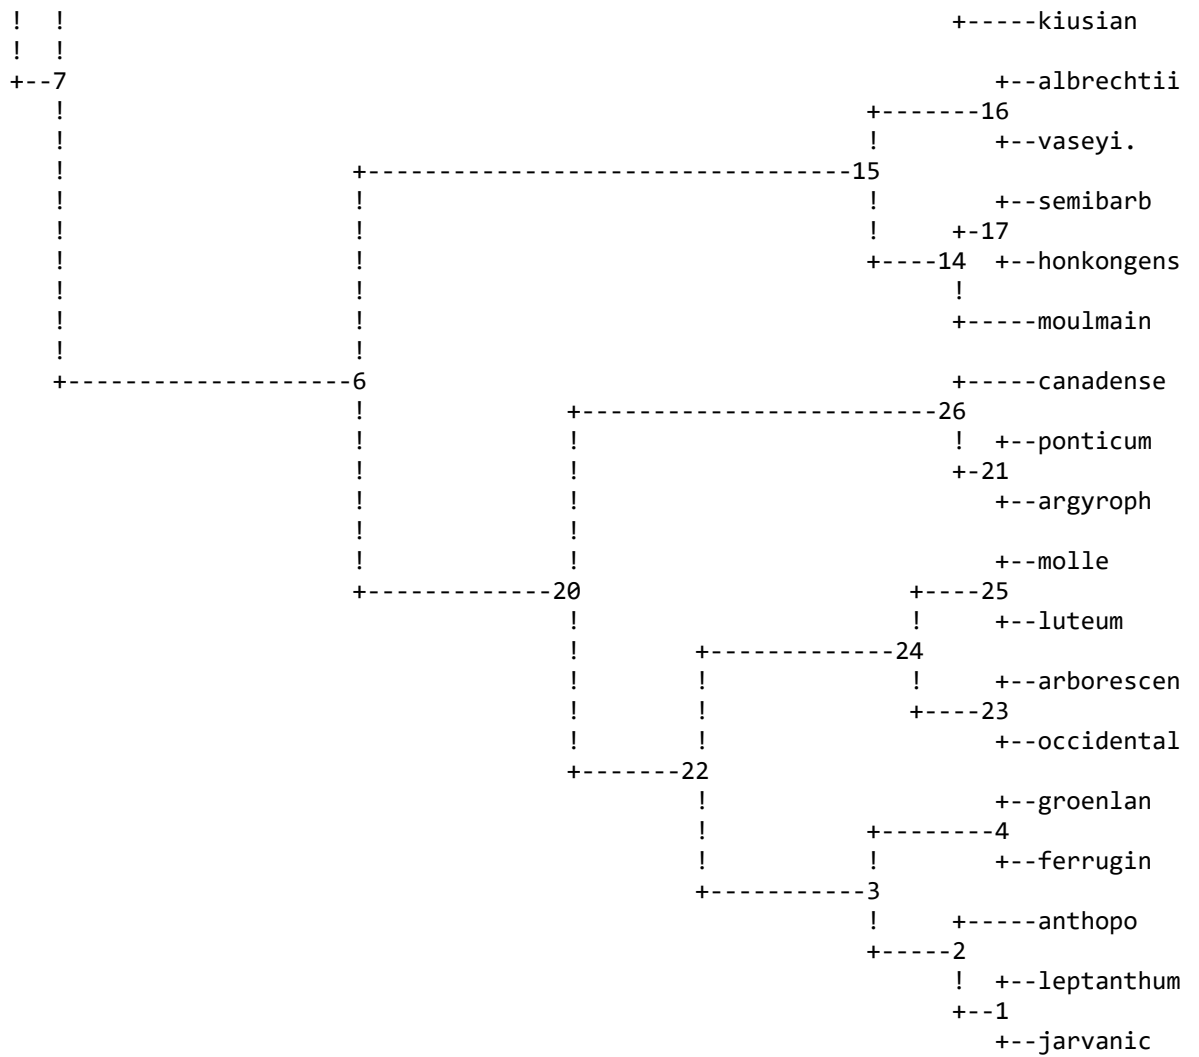 ! !                                                               +-----kiusian
! !
+--7                                                                 +--albrechtii
   !                                                        +-------16
   !                                                        !        +--vaseyi.
   !                    +----------------------------------15
   !                    !                                   !        +--semibarb
   !                    !                                   !     +-17
   !                    !                                   +----14  +--honkongens
   !                    !                                         !
   !                    !                                         +-----moulmain
   !                    !
   +--------------------6                                         +-----canadense
                        !              +-------------------------26
                        !              !                          !  +--ponticum
                        !              !                          +-21
                        !              !                             +--argyroph
                        !              !
                        !              !                             +--molle
                        +-------------20                       +----25
                                       !                       !     +--luteum
                                       !        +-------------24
                                       !        !              !     +--arborescen
                                       !        !              +----23
                                       !        !                    +--occidental
                                       +-------22
                                                !                    +--groenlan
                                                !           +--------4
                                                !           !        +--ferrugin
                                                +-----------3
                                                            !     +-----anthopo
                                                            +-----2
                                                                  !  +--leptanthum
                                                                  +--1
                                                                     +--jarvanic